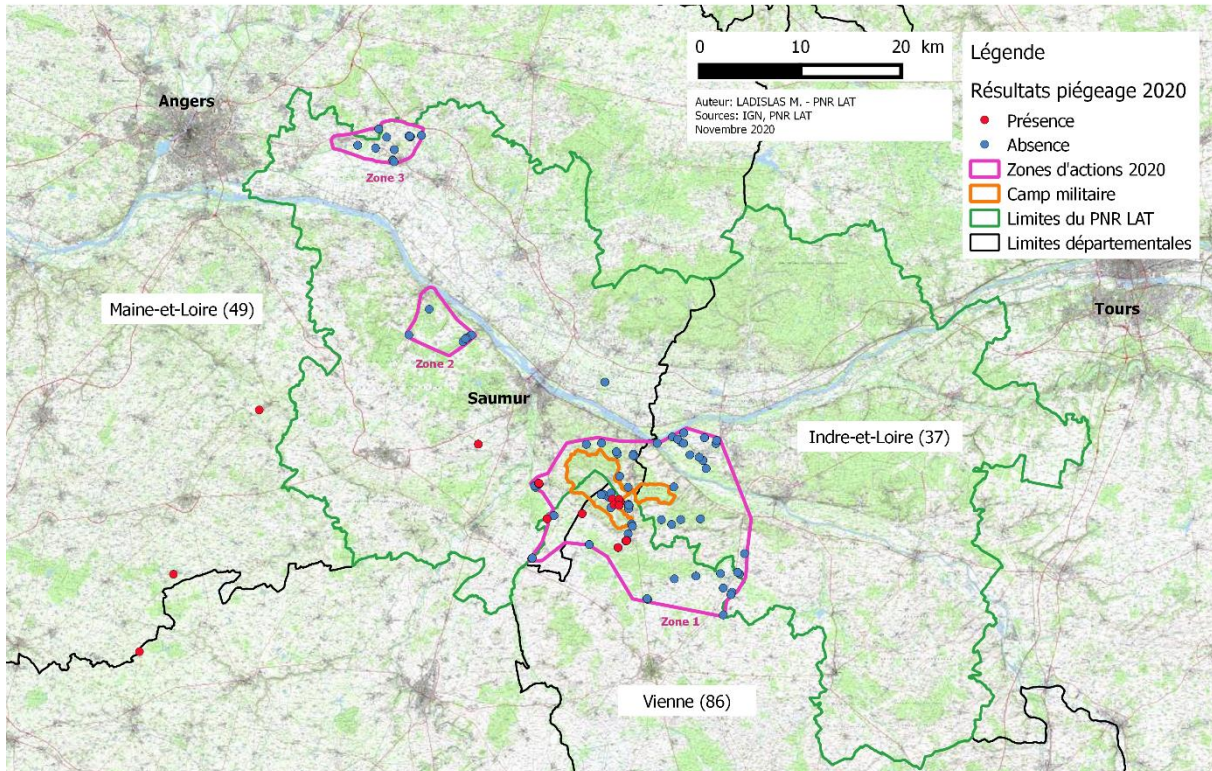 0 10 20 km
Auteur: LADISLAS M. - PNR LAT
Sources: IGN, PNR LAT
Novembre 2020
Légende
Résultats piégeage 2020
Présence
Absence
Zones d'actions 2020
Camp militaire
Limites du PNR LAT
Limites départementales
Angers
Zone 3
Maine-et-Loire (49)
Tours
Zone 2
Saumur
Indre-et-Loire (37)
Zone 1
Vienne (86)